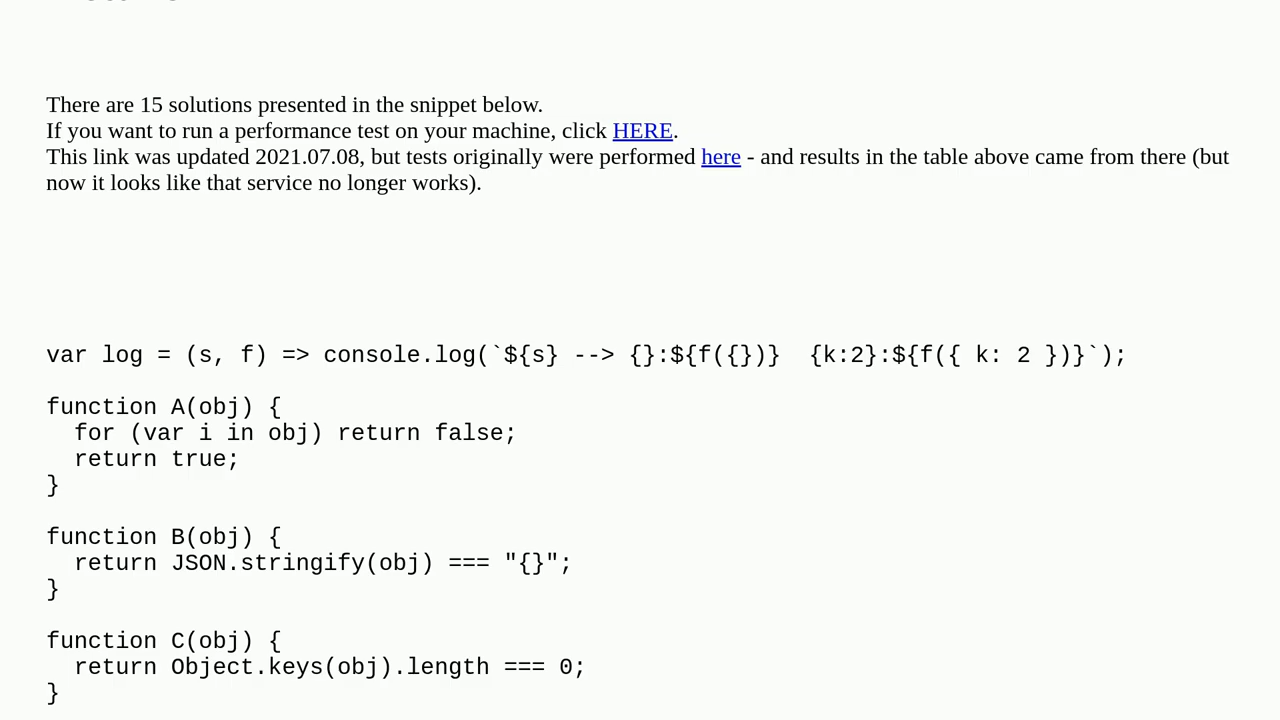 There are 15 solutions presented in the snippet below.
If you want to run a performance test on your machine, click HERE.
This link was updated 2021.07.08, but tests originally were performed here - and results in the table above came from there (but
now it looks like that service no longer works).
var log = (s, f) => console.log(`${s} --> {}:${f({})}  {k:2}:${f({ k: 2 })}`);
function A(obj) {
  for (var i in obj) return false;
  return true;
}
function B(obj) {
  return JSON.stringify(obj) === "{}";
}
function C(obj) {
  return Object.keys(obj).length === 0;
}